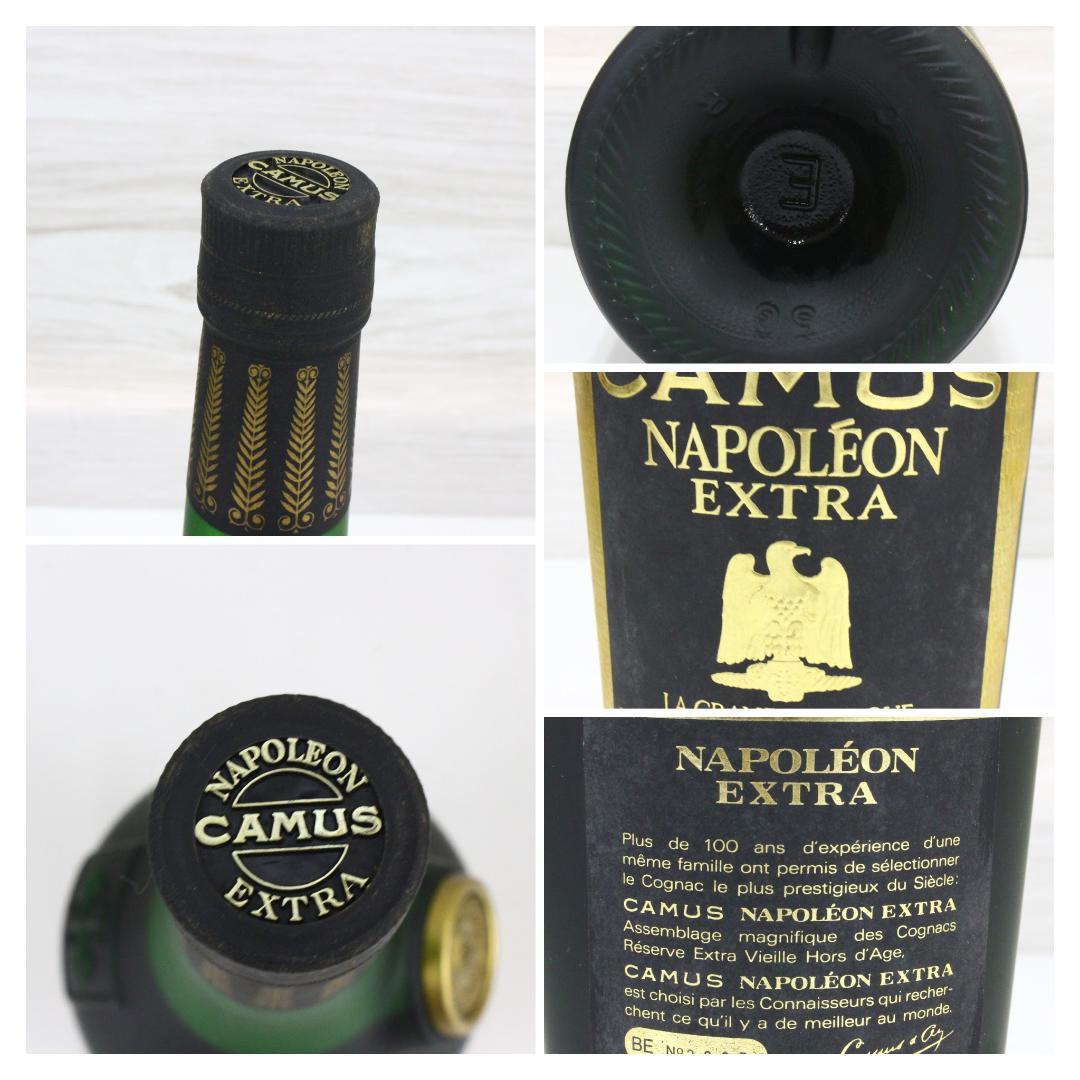 NAPOLEON
CAMUS
EXTRA
E
CAMUS
NAPOLÉON
EXTRA
NAPOLEON
CAMUS
EXTRA
NAPOLÉON
EXTRA
Plus de 100 ans d'expérience d'une
même famille ont permis de sélectionner
le Cognac le plus prestigieux du Siècle:
CAMUS NAPOLÉON EXTRA
Assemblage magnifique des Cognacs
Réserve Extra Vieille Hors d'Age,
CAMUS NAPOLÉON EXTRA
est choisi par les Connaisseurs qui recher-
chent ce qu'il y a de meilleur au monde.
BE Nº